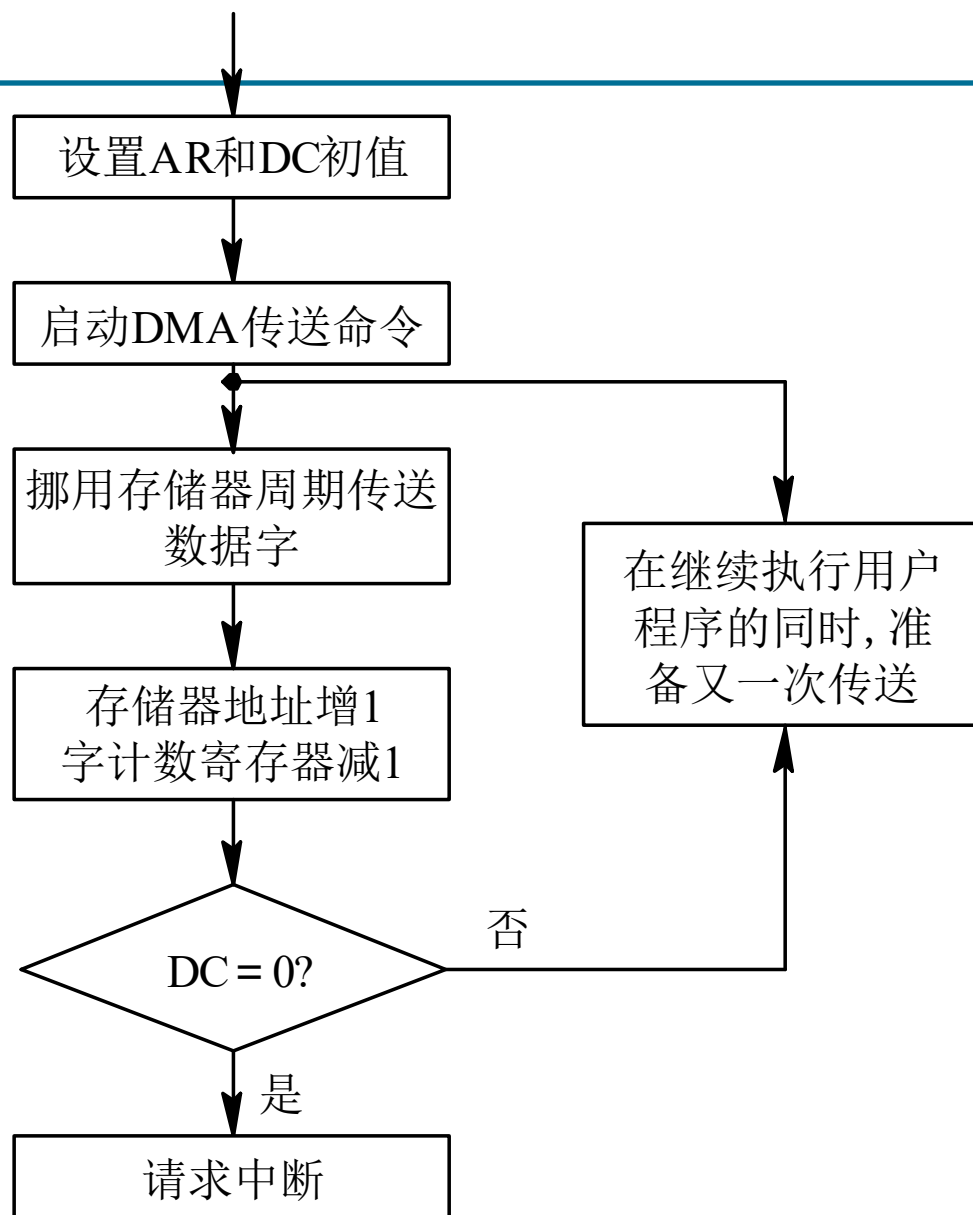 设置AR和DC初值
启动DMA传送命令
挪用存储器周期传送
数据字
在继续执行用户
程序的同时, 准
备又一次传送
存储器地址增1
字计数寄存器减1
DC = 0?
否
是
请求中断